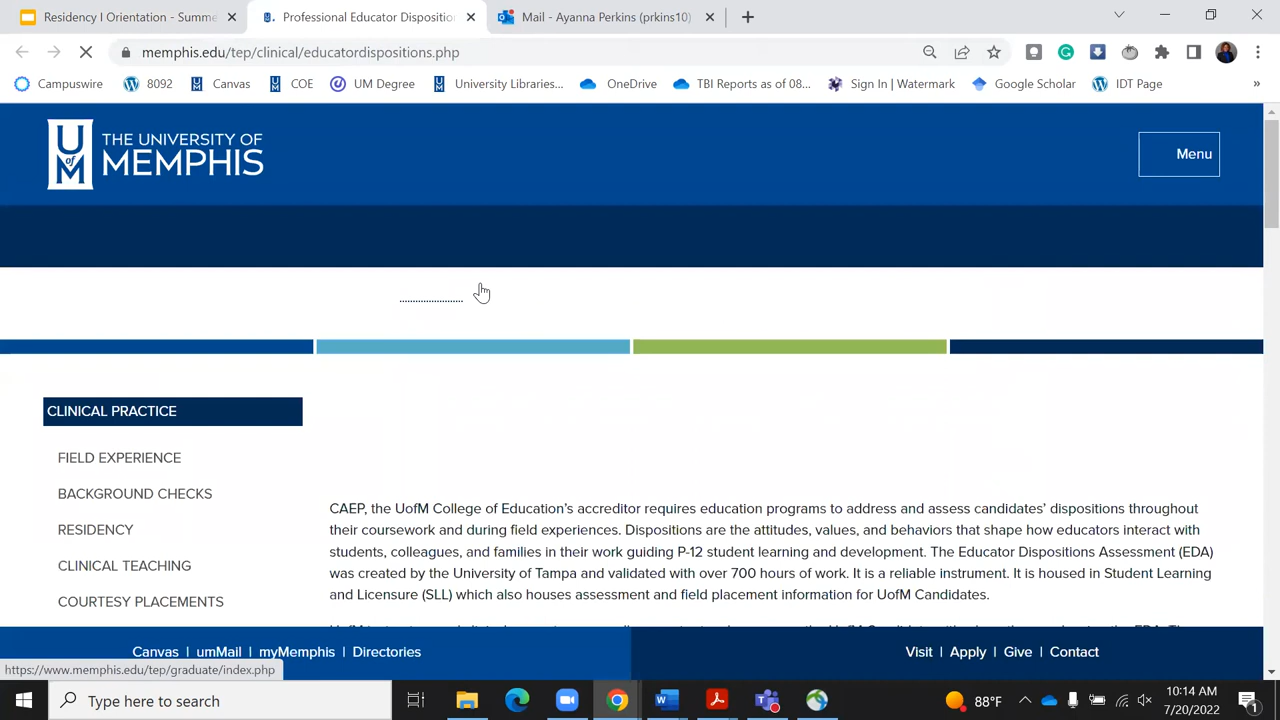 Residency I Orientation - Summe
Professional Educator Dispositio
Mail - Ayanna Perkins (prkins10)
memphis.edu/tep/clinical/educatordispositions.php
Campuswire
8092
Canvas
COE
UM Degree
University Libraries...
OneDrive
TBI Reports as of 08...
Sign In | Watermark
Google Scholar
IDT Page
»
U of M
THE UNIVERSITY OF
MEMPHIS
Menu
CLINICAL PRACTICE
FIELD EXPERIENCE
BACKGROUND CHECKS
RESIDENCY
CLINICAL TEACHING
COURTESY PLACEMENTS
CAEP, the UofM College of Education's accreditor requires education programs to address and assess candidates' dispositions throughout
their coursework and during field experiences. Dispositions are the attitudes, values, and behaviors that shape how educators interact with
students, colleagues, and families in their work guiding P-12 student learning and development. The Educator Dispositions Assessment (EDA)
was created by the University of Tampa and validated with over 700 hours of work. It is a reliable instrument. It is housed in Student Learning
and Licensure (SLL) which also houses assessment and field placement information for UofM Candidates.
Canvas | umMail | myMemphis | Directories
Visit | Apply | Give | Contact
https://www.memphis.edu/tep/graduate/index.php
Type here to search
88°F
10:14 AM
7/20/2022
1